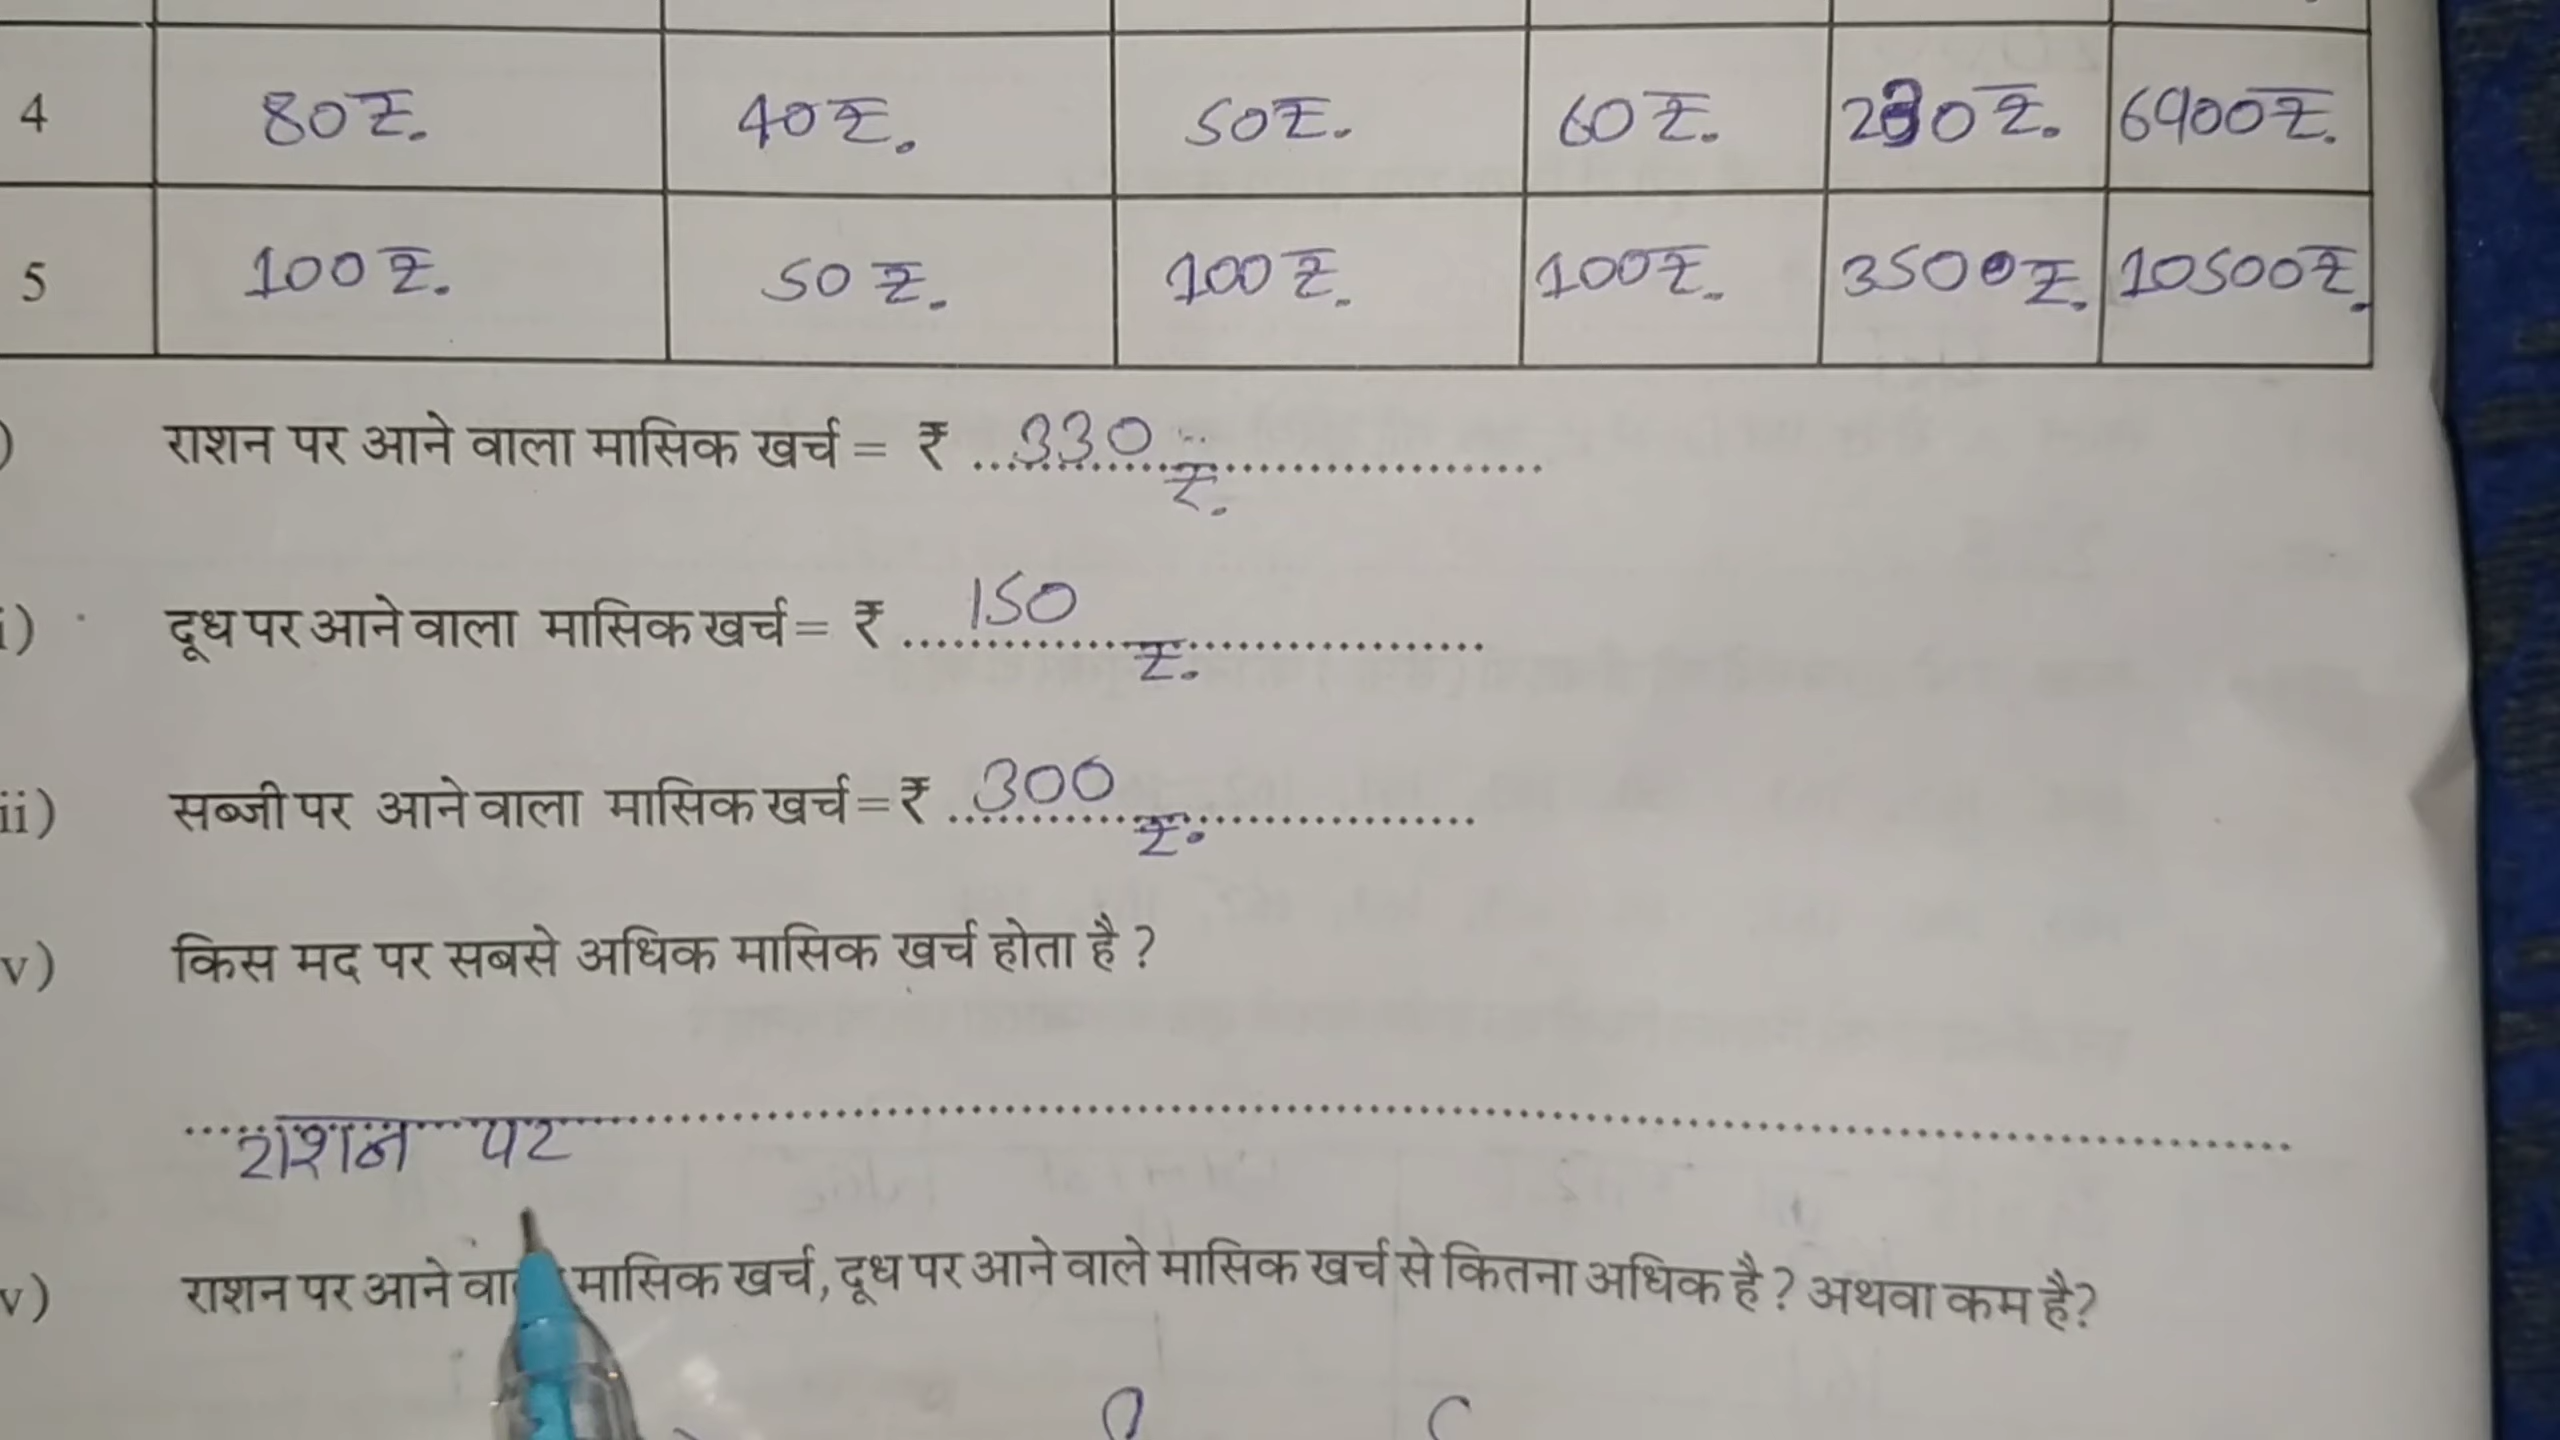 4 80 रु. 40 रु. 50 रु. 60 रु. 230 रु. 6900 रु.
5 100 रु. 50 रु. 100 रु. 100 रु. 3500 रु. 10500 रु.
) राशन पर आने वाला मासिक खर्च = ₹ ...330 रु.......
i) दूध पर आने वाला मासिक खर्च = ₹ ...150 रु.......
ii) सब्जी पर आने वाला मासिक खर्च = ₹ ...300 रु.......
v) किस मद पर सबसे अधिक मासिक खर्च होता है ?
राशन पर
v) राशन पर आने मासिक खर्च, दूध पर आने वाले मासिक खर्च से कितना अधिक है ? अथवा कम है?